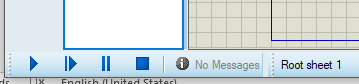 No Messages
Root sheet 1
English (United States)